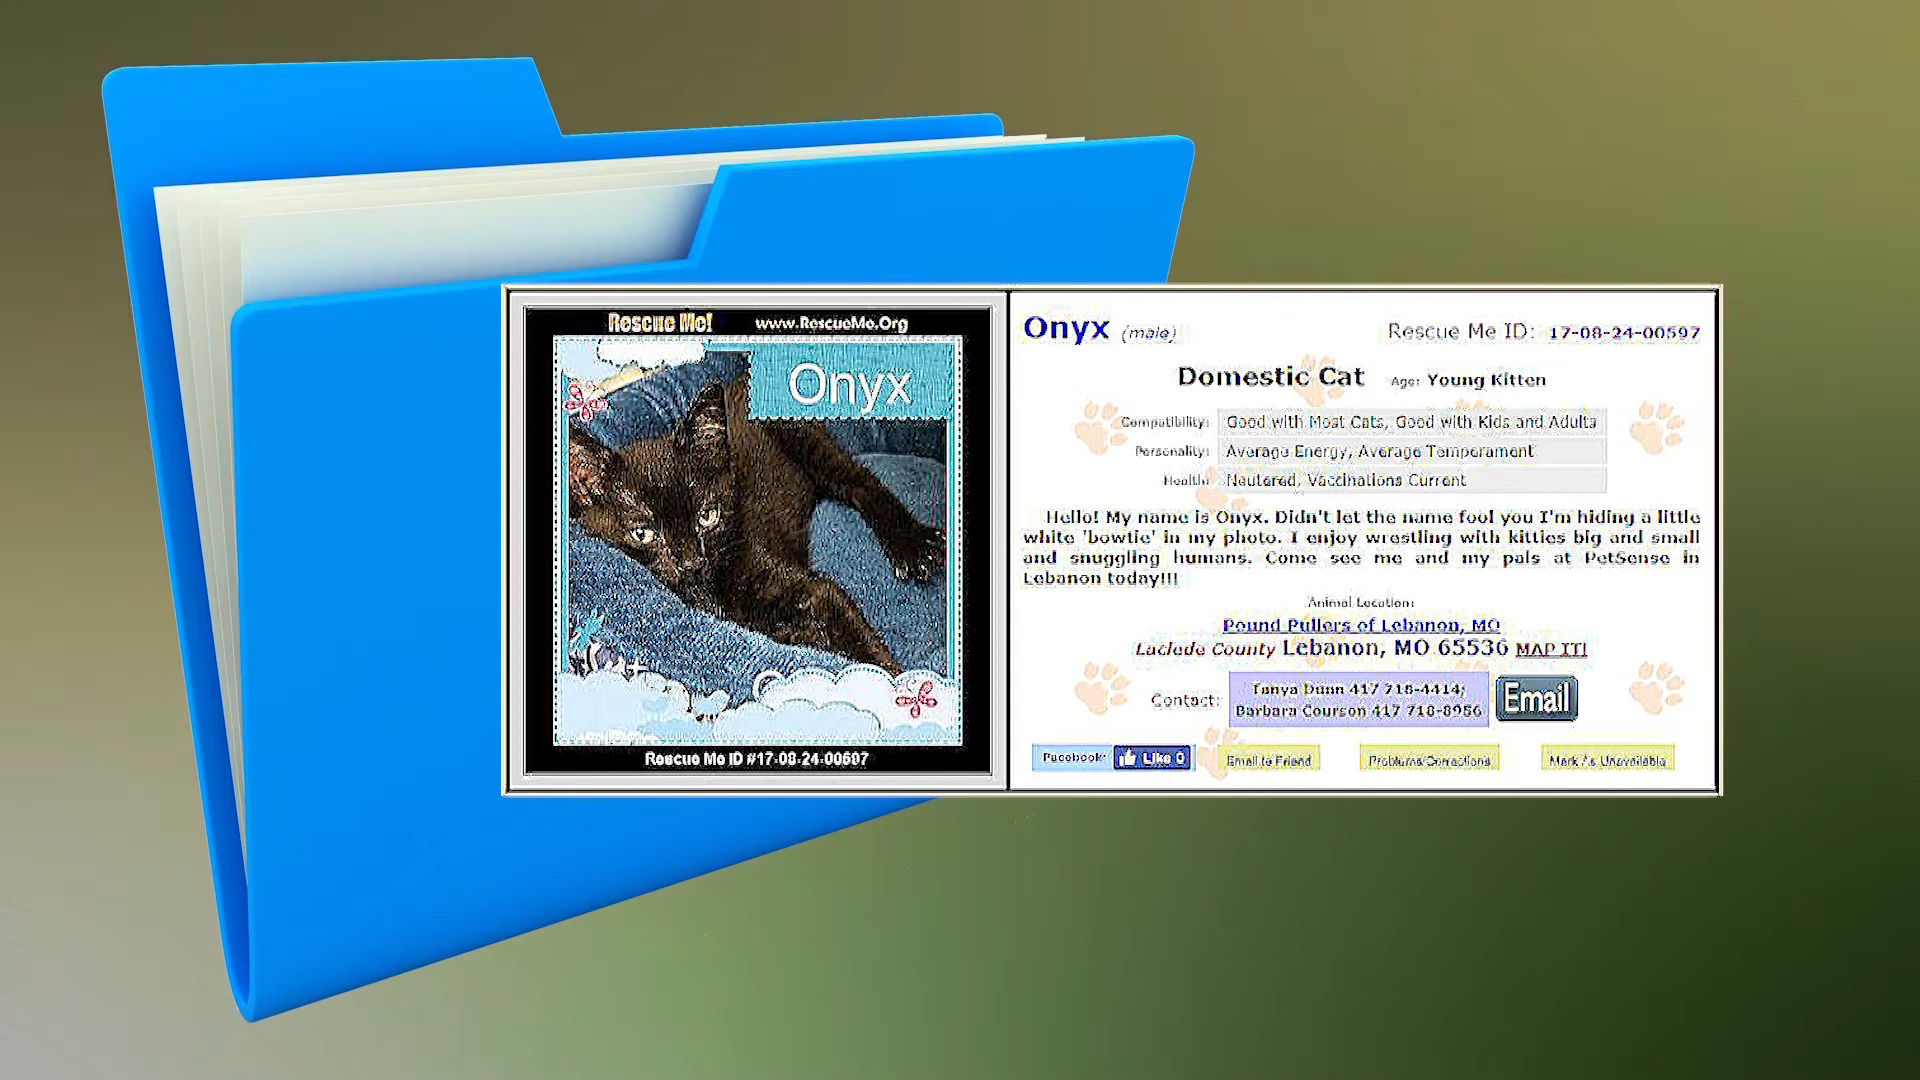 Rescue Me! www.RescueMe.Org
Onyx
Rescue Me ID #17-08-24-00597
Onyx (male) Rescue Me ID: 17-08-24-00597
Domestic Cat Age: Young Kitten
Compatibility: Good with Most Cats, Good with Kids and Adults
Personality: Average Energy, Average Temperament
Health: Neutered, Vaccinations Current
Hello! My name is Onyx. Didn't let the name fool you I'm hiding a little
white 'bowtie' in my photo. I enjoy wrestling with kitties big and small
and snuggling humans. Come see me and my pals at PetSense in
Lebanon today!!!
Animal Location:
Pound Pullers of Lebanon, MO
Laclede County Lebanon, MO 65536 MAP IT!
Contact: Tanya Dunn 417 718-4414;
Barbara Courson 417 718-8956
Email
Facebook: Like 0 Email to Friend Problems/Corrections Mark As Unavailable